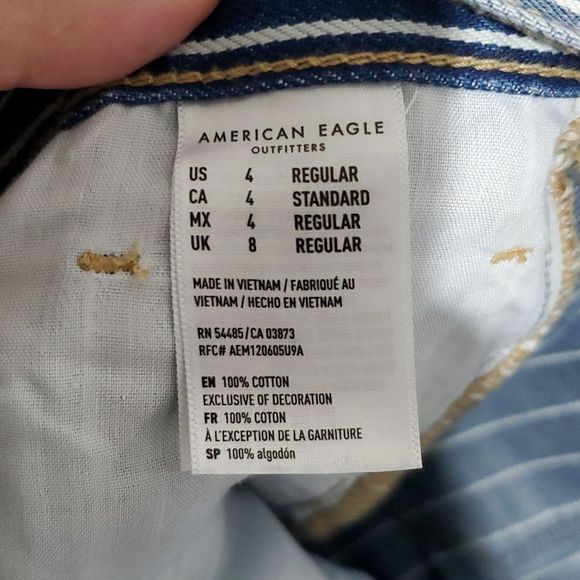 AMERICAN EAGLE
OUTFITTERS
US 4 REGULAR
CA 4 STANDARD
MX 4 REGULAR
UK 8 REGULAR
MADE IN VIETNAM / FABRIQUÉ AU
VIETNAM / HECHO EN VIETNAM
RN 54485/CA 03873
RFC# AEM120605U9A
EN 100% COTTON
EXCLUSIVE OF DECORATION
FR 100% COTON
À L'EXCEPTION DE LA GARNITURE
SP 100% algodón